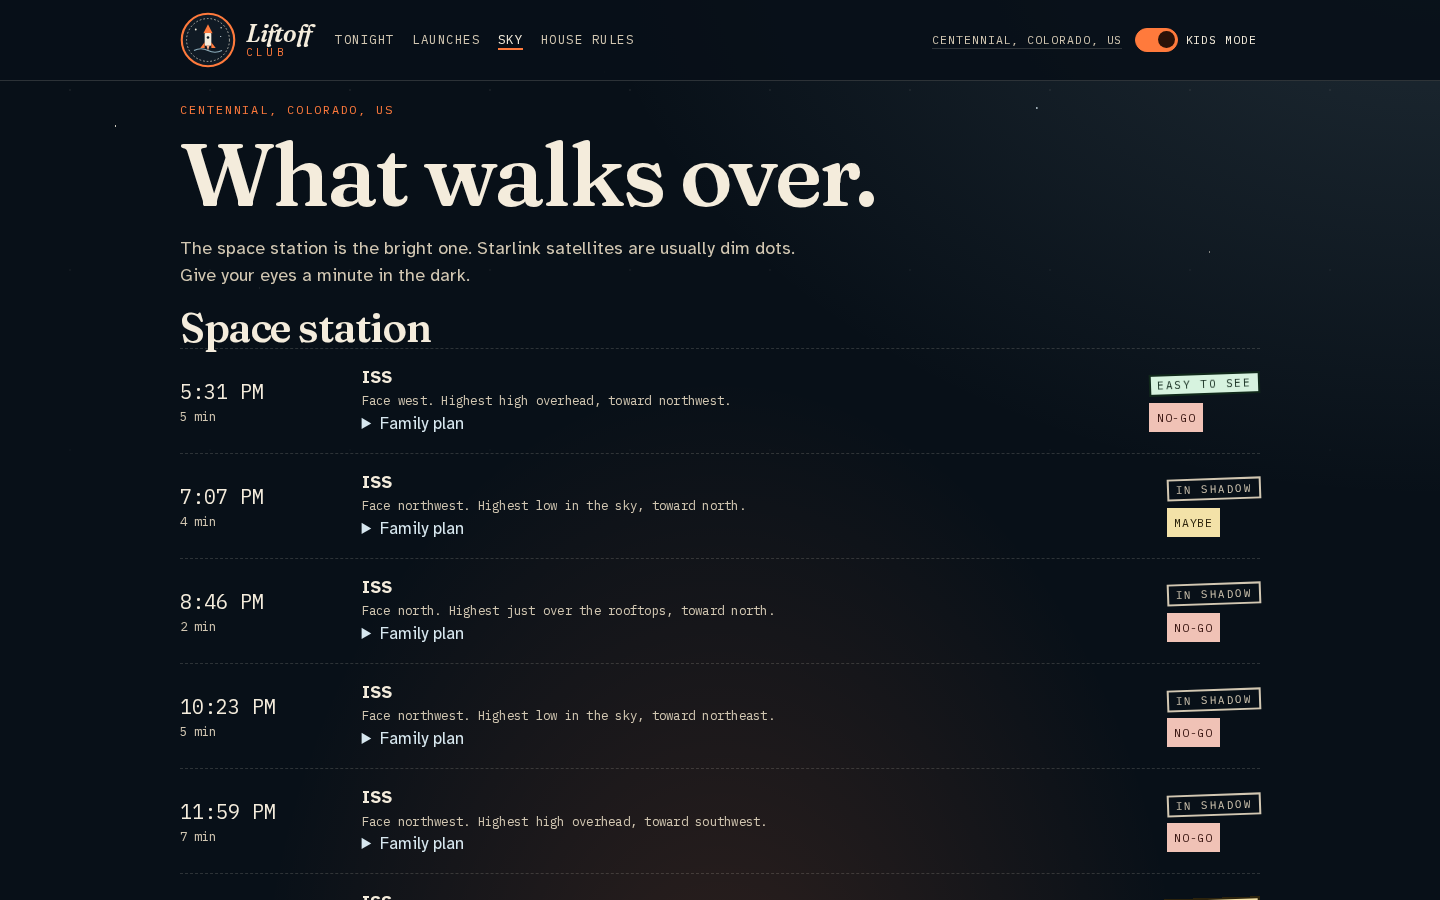 Liftoff
CLUB
TONIGHT LAUNCHES SKY HOUSE RULES
CENTENNIAL, COLORADO, US
KIDS MODE
CENTENNIAL, COLORADO, US
What walks over.
The space station is the bright one. Starlink satellites are usually dim dots.
Give your eyes a minute in the dark.
Space station
5:31 PM
5 min
ISS
Face west. Highest high overhead, toward northwest.
Family plan
EASY TO SEE
NO-GO
7:07 PM
4 min
ISS
Face northwest. Highest low in the sky, toward north.
Family plan
IN SHADOW
MAYBE
8:46 PM
2 min
ISS
Face north. Highest just over the rooftops, toward north.
Family plan
IN SHADOW
NO-GO
10:23 PM
5 min
ISS
Face northwest. Highest low in the sky, toward northeast.
Family plan
IN SHADOW
NO-GO
11:59 PM
7 min
ISS
Face northwest. Highest high overhead, toward southwest.
Family plan
IN SHADOW
NO-GO
ISS